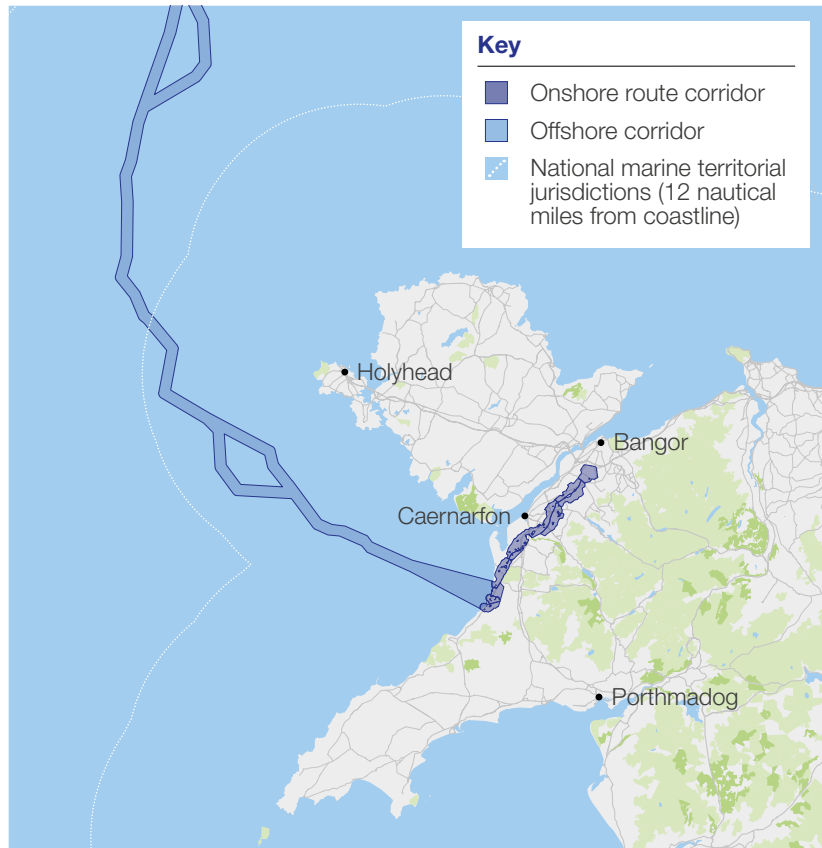 Key
Onshore route corridor
Offshore corridor
National marine territorial
jurisdictions (12 nautical
miles from coastline)
Holyhead
Bangor
Caernarfon
Porthmadog